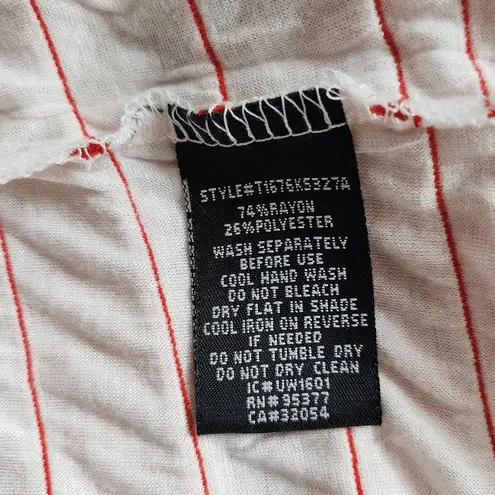 STYLE#T1676KS327A
74%RAYON
26%POLYESTER
WASH SEPARATELY
BEFORE USE
COOL HAND WASH
DO NOT BLEACH
DRY FLAT IN SHADE
COOL IRON ON REVERSE
IF NEEDED
DO NOT TUMBLE DRY
DO NOT DRY CLEAN
IC#UW1601
RN#95377
CA#32054